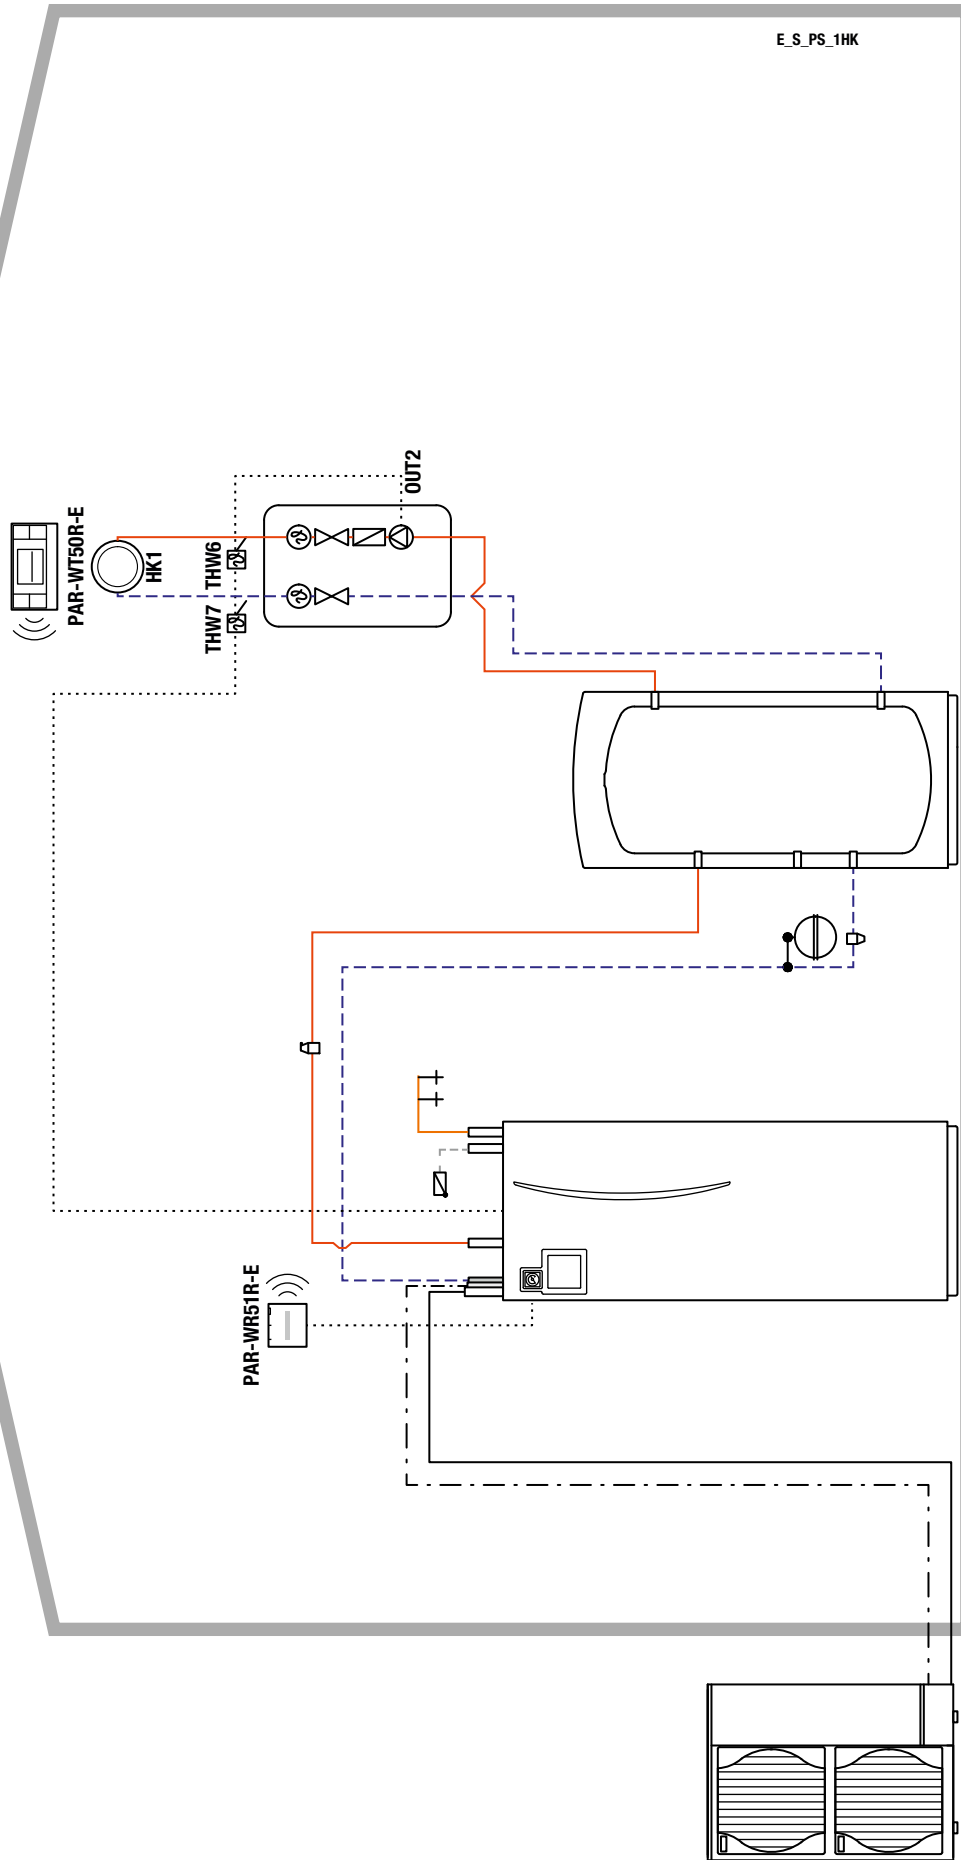 E_S_PS_1HK
PAR-WT50R-E
HK1
THW6
THW7
OUT2
PAR-WR51R-E